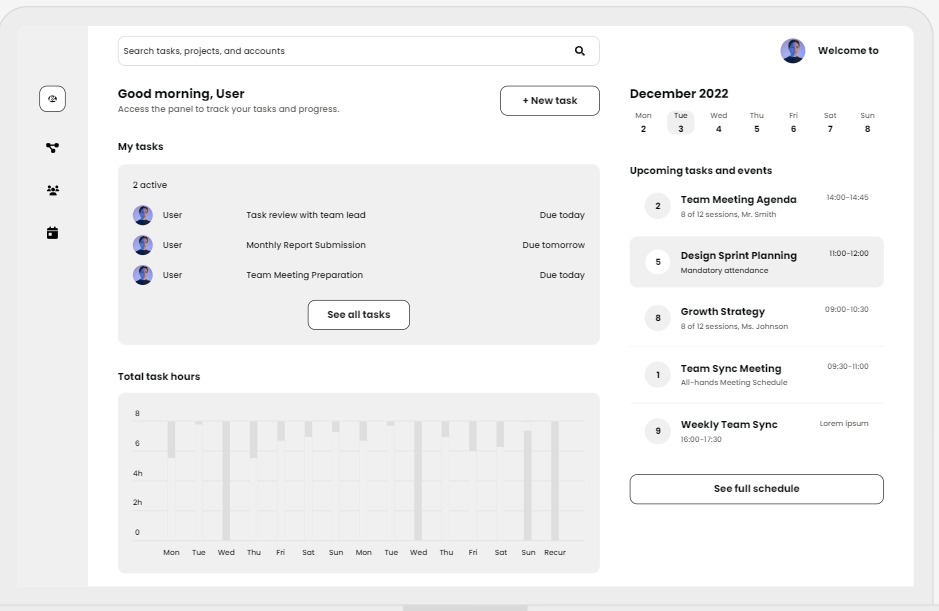 Search tasks, projects, and accounts
Welcome to
Good morning, User
Access the panel to track your tasks and progress.
+ New task
My tasks
2 active
User Task review with team lead Due today
User Monthly Report Submission Due tomorrow
User Team Meeting Preparation Due today
See all tasks
Total task hours
8
6
4h
2h
0
Mon Tue Wed Thu Fri Sat Sun Mon Tue Wed Thu Fri Sat Sun Recur
December 2022
Mon Tue Wed Thu Fri Sat Sun
2 3 4 5 6 7 8
Upcoming tasks and events
2 Team Meeting Agenda 14:00-14:45
8 of 12 sessions, Mr. Smith
5 Design Sprint Planning 11:00-12:00
Mandatory attendance
8 Growth Strategy 09:00-10:30
8 of 12 sessions, Ms. Johnson
1 Team Sync Meeting 09:30-11:00
All-hands Meeting Schedule
9 Weekly Team Sync Lorem ipsum
16:00-17:30
See full schedule